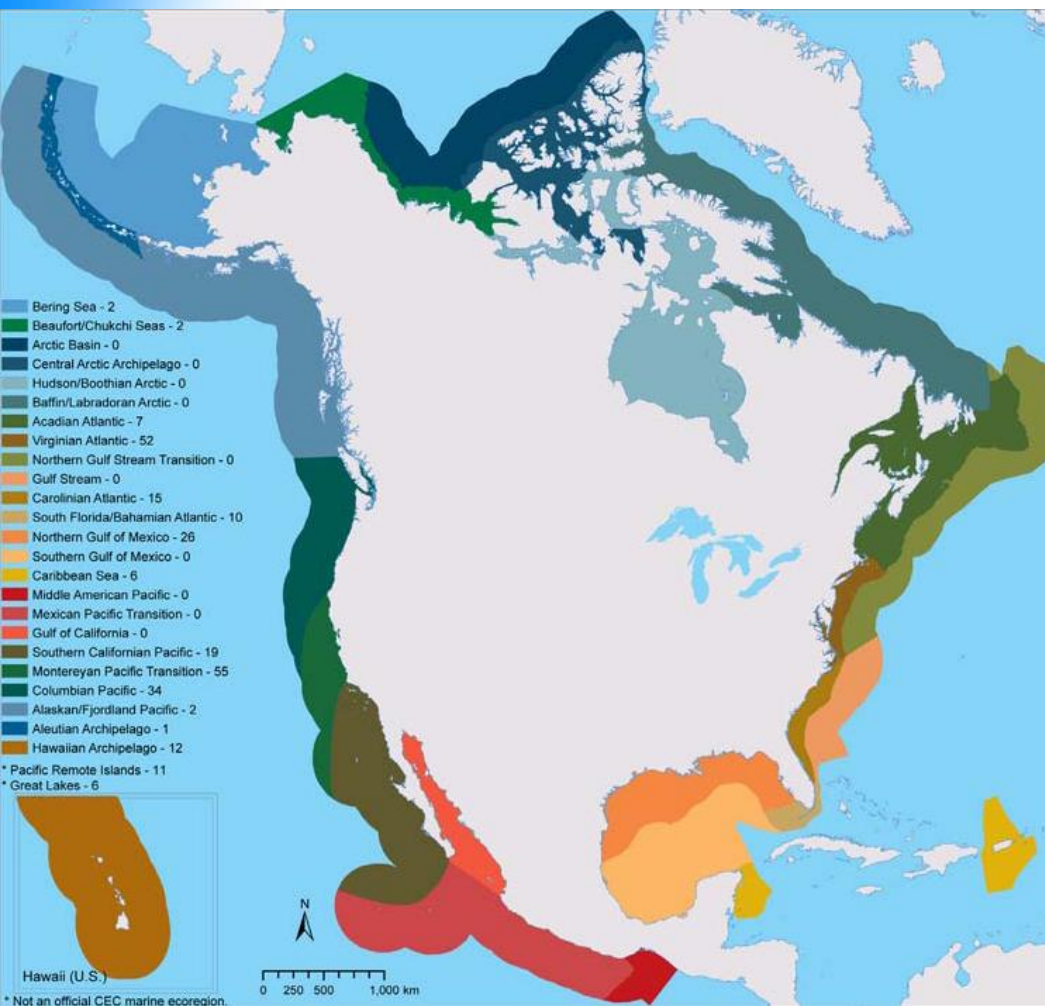 Bering Sea - 2
Beaufort/Chukchi Seas - 2
Arctic Basin - 0
Central Arctic Archipelago - 0
Hudson/Boothian Arctic - 0
Baffin/Labradoran Arctic - 0
Acadian Atlantic - 7
Virginian Atlantic - 52
Northern Gulf Stream Transition - 0
Gulf Stream - 0
Carolinian Atlantic - 15
South Florida/Bahamian Atlantic - 10
Northern Gulf of Mexico - 26
Southern Gulf of Mexico - 0
Caribbean Sea - 6
Middle American Pacific - 0
Mexican Pacific Transition - 0
Gulf of California - 0
Southern Californian Pacific - 19
Montereyan Pacific Transition - 55
Columbian Pacific - 34
Alaskan/Fjordland Pacific - 2
Aleutian Archipelago - 1
Hawaiian Archipelago - 12
* Pacific Remote Islands - 11
* Great Lakes - 6
N
Hawaii (U.S.)
0 250 500 1,000 km
* Not an official CEC marine ecoregion.